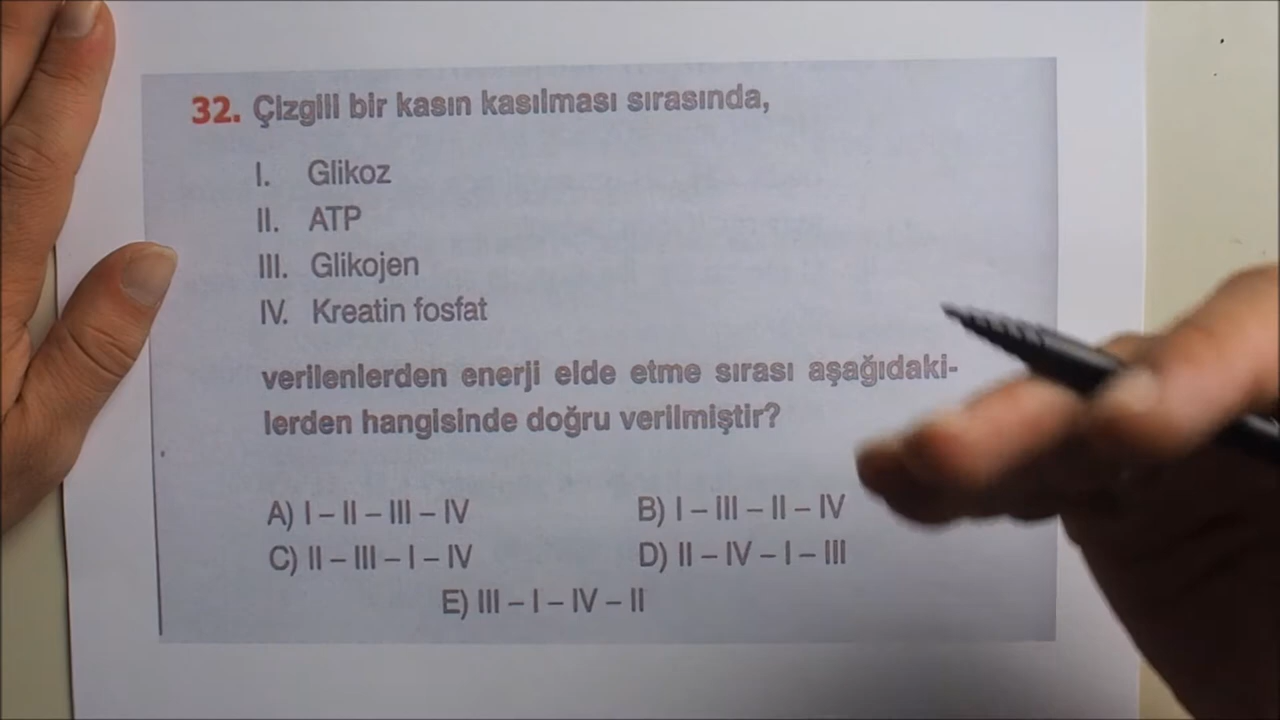 32. Çizgili bir kasın kasılması sırasında,
I. Glikoz
II. ATP
III. Glikojen
IV. Kreatin fosfat
verilenlerden enerji elde etme sırası aşağıdaki-
lerden hangisinde doğru verilmiştir?
A) I – II – III – IV B) I – III – II – IV
C) II – III – I – IV D) II – IV – I – III
E) III – I – IV – II